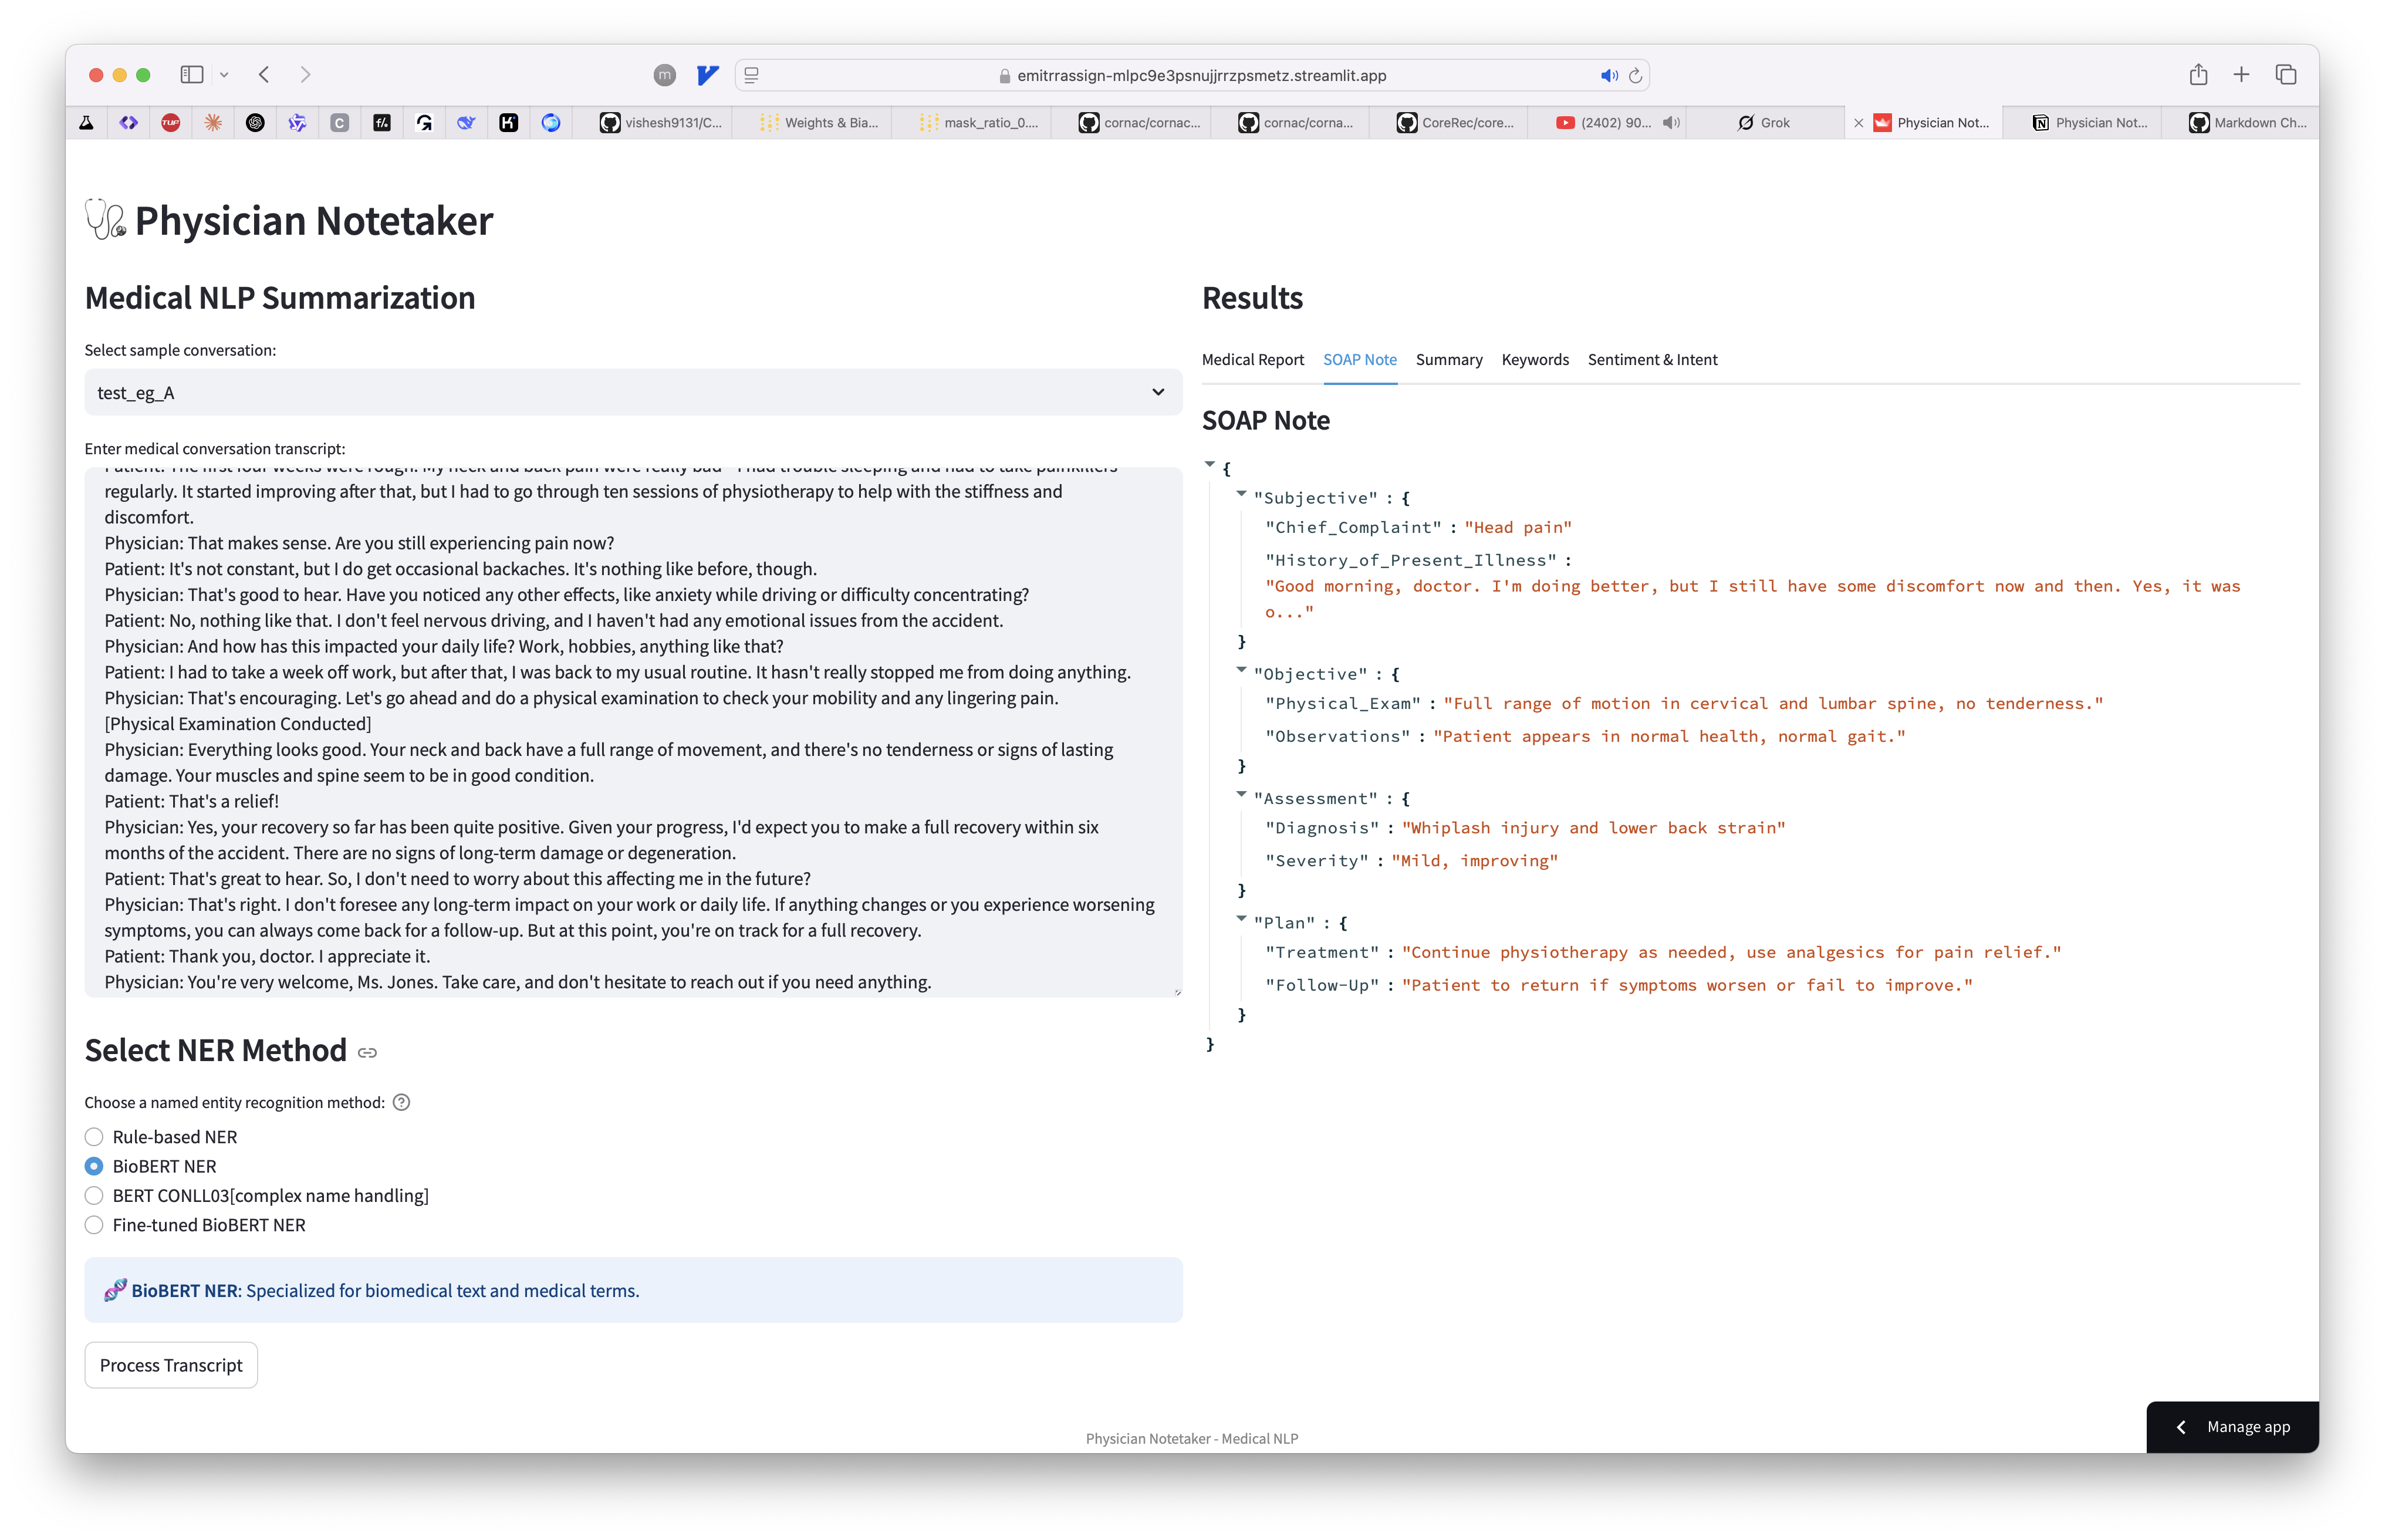 m
emitrrassign-mlpc9e3psnujjrrzpsmetz.streamlit.app
TUF
C
f/.
vishesh9131/C...
Weights & Bia...
mask_ratio_0....
cornac/cornac...
cornac/corna...
CoreRec/core...
(2402) 90...
Grok
Physician Not...
Physician Not...
Markdown Ch...
Physician Notetaker
Medical NLP Summarization
Select sample conversation:
test_eg_A
Enter medical conversation transcript:
Patient: The first four weeks were rough. My neck and back pain were really bad - I had trouble sleeping and had to take painkillers
regularly. It started improving after that, but I had to go through ten sessions of physiotherapy to help with the stiffness and
discomfort.
Physician: That makes sense. Are you still experiencing pain now?
Patient: It's not constant, but I do get occasional backaches. It's nothing like before, though.
Physician: That's good to hear. Have you noticed any other effects, like anxiety while driving or difficulty concentrating?
Patient: No, nothing like that. I don't feel nervous driving, and I haven't had any emotional issues from the accident.
Physician: And how has this impacted your daily life? Work, hobbies, anything like that?
Patient: I had to take a week off work, but after that, I was back to my usual routine. It hasn't really stopped me from doing anything.
Physician: That's encouraging. Let's go ahead and do a physical examination to check your mobility and any lingering pain.
[Physical Examination Conducted]
Physician: Everything looks good. Your neck and back have a full range of movement, and there's no tenderness or signs of lasting
damage. Your muscles and spine seem to be in good condition.
Patient: That's a relief!
Physician: Yes, your recovery so far has been quite positive. Given your progress, I'd expect you to make a full recovery within six
months of the accident. There are no signs of long-term damage or degeneration.
Patient: That's great to hear. So, I don't need to worry about this affecting me in the future?
Physician: That's right. I don't foresee any long-term impact on your work or daily life. If anything changes or you experience worsening
symptoms, you can always come back for a follow-up. But at this point, you're on track for a full recovery.
Patient: Thank you, doctor. I appreciate it.
Physician: You're very welcome, Ms. Jones. Take care, and don't hesitate to reach out if you need anything.
Select NER Method
Choose a named entity recognition method:
Rule-based NER
BioBERT NER
BERT CONLL03[complex name handling]
Fine-tuned BioBERT NER
BioBERT NER: Specialized for biomedical text and medical terms.
Process Transcript
Results
Medical Report
SOAP Note
Summary
Keywords
Sentiment & Intent
SOAP Note
{
"Subjective" : {
"Chief_Complaint" : "Head pain"
"History_of_Present_Illness" :
"Good morning, doctor. I'm doing better, but I still have some discomfort now and then. Yes, it was
o..."
}
"Objective" : {
"Physical_Exam" : "Full range of motion in cervical and lumbar spine, no tenderness."
"Observations" : "Patient appears in normal health, normal gait."
}
"Assessment" : {
"Diagnosis" : "Whiplash injury and lower back strain"
"Severity" : "Mild, improving"
}
"Plan" : {
"Treatment" : "Continue physiotherapy as needed, use analgesics for pain relief."
"Follow-Up" : "Patient to return if symptoms worsen or fail to improve."
}
}
Manage app
Physician Notetaker - Medical NLP